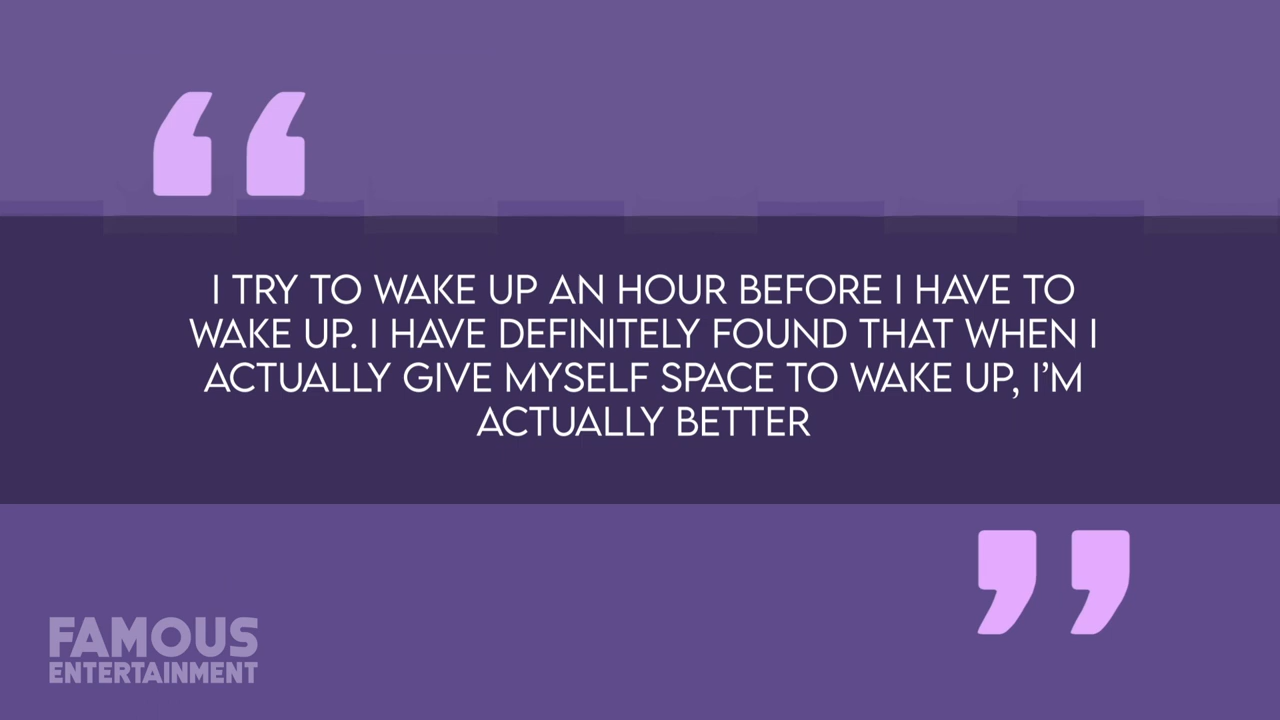 I TRY TO WAKE UP AN HOUR BEFORE I HAVE TO
WAKE UP. I HAVE DEFINITELY FOUND THAT WHEN I
ACTUALLY GIVE MYSELF SPACE TO WAKE UP, I’M
ACTUALLY BETTER
FAMOUS
ENTERTAINMENT